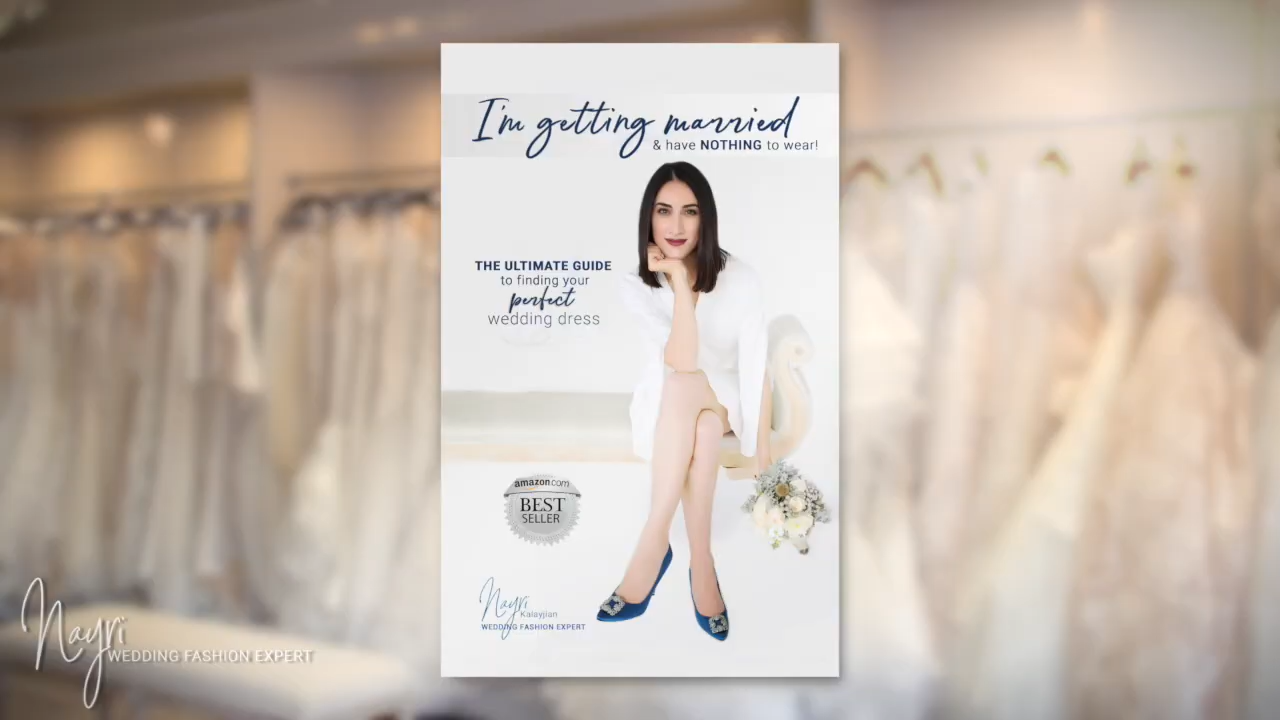 I'm getting married
& have NOTHING to wear!
THE ULTIMATE GUIDE
to finding your
perfect
wedding dress
amazon.com
BEST
SELLER
Nayri
Kalayjian
WEDDING FASHION EXPERT
Nayri
WEDDING FASHION EXPERT